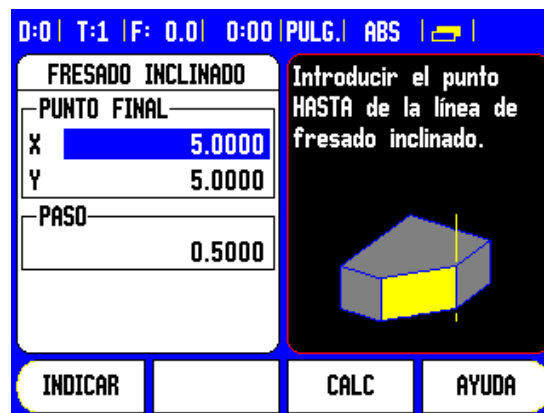 D:0 | T:1 | F: 0.0 | 0:00 | PULG. | ABS
FRESADO INCLINADO
PUNTO FINAL
X 5.0000
Y 5.0000
PASO
0.5000
Introducir el punto
HASTA de la línea de
fresado inclinado.
INDICAR
CALC
AYUDA